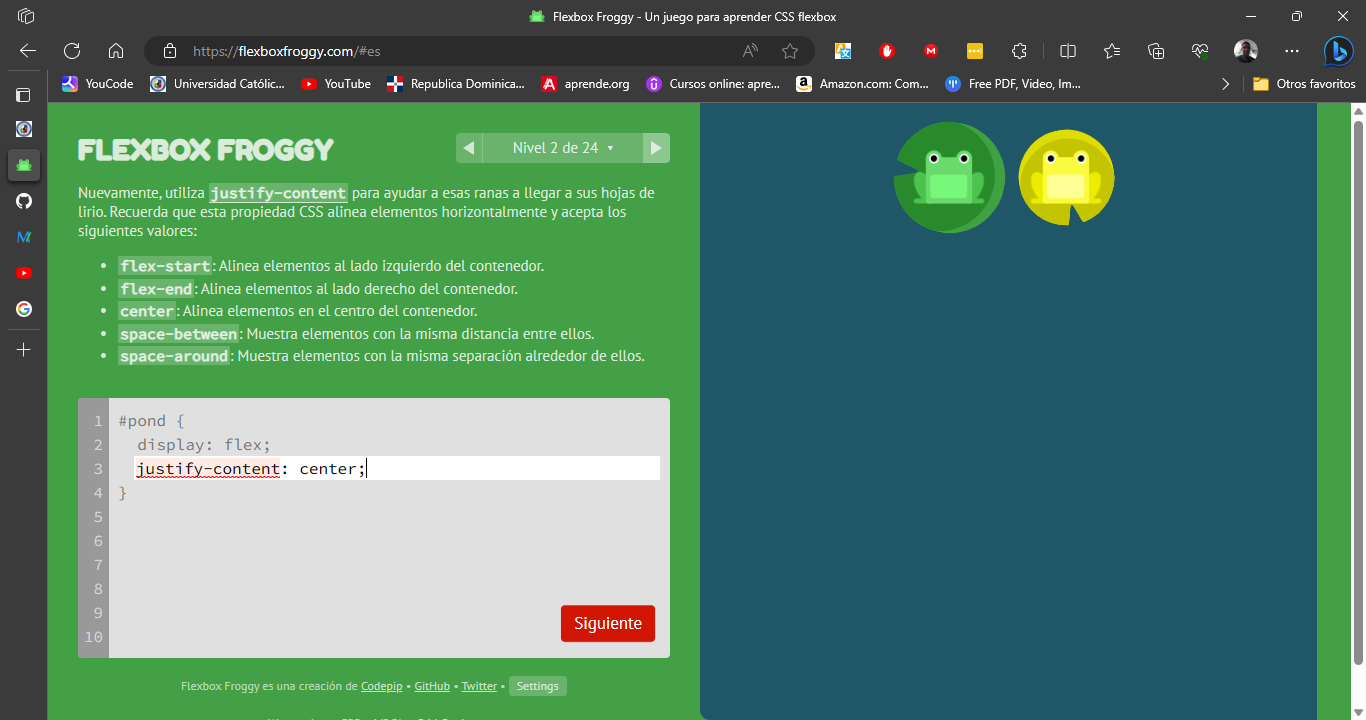 Flexbox Froggy - Un juego para aprender CSS flexbox
https://flexboxfroggy.com/#es
YouCode
Universidad Católic...
YouTube
Republica Dominica...
aprende.org
Cursos online: apre...
Amazon.com: Com...
Free PDF, Video, Im...
Otros favoritos
FLEXBOX FROGGY
Nivel 2 de 24
Nuevamente, utiliza justify-content para ayudar a esas ranas a llegar a sus hojas de
lirio. Recuerda que esta propiedad CSS alinea elementos horizontalmente y acepta los
siguientes valores:
• flex-start: Alinea elementos al lado izquierdo del contenedor.
• flex-end: Alinea elementos al lado derecho del contenedor.
• center: Alinea elementos en el centro del contenedor.
• space-between: Muestra elementos con la misma distancia entre ellos.
• space-around: Muestra elementos con la misma separación alrededor de ellos.
1 #pond {
2 display: flex;
3 justify-content: center;
4 }
5
6
7
8
9
10
Siguiente
Flexbox Froggy es una creación de Codepip • GitHub • Twitter • Settings